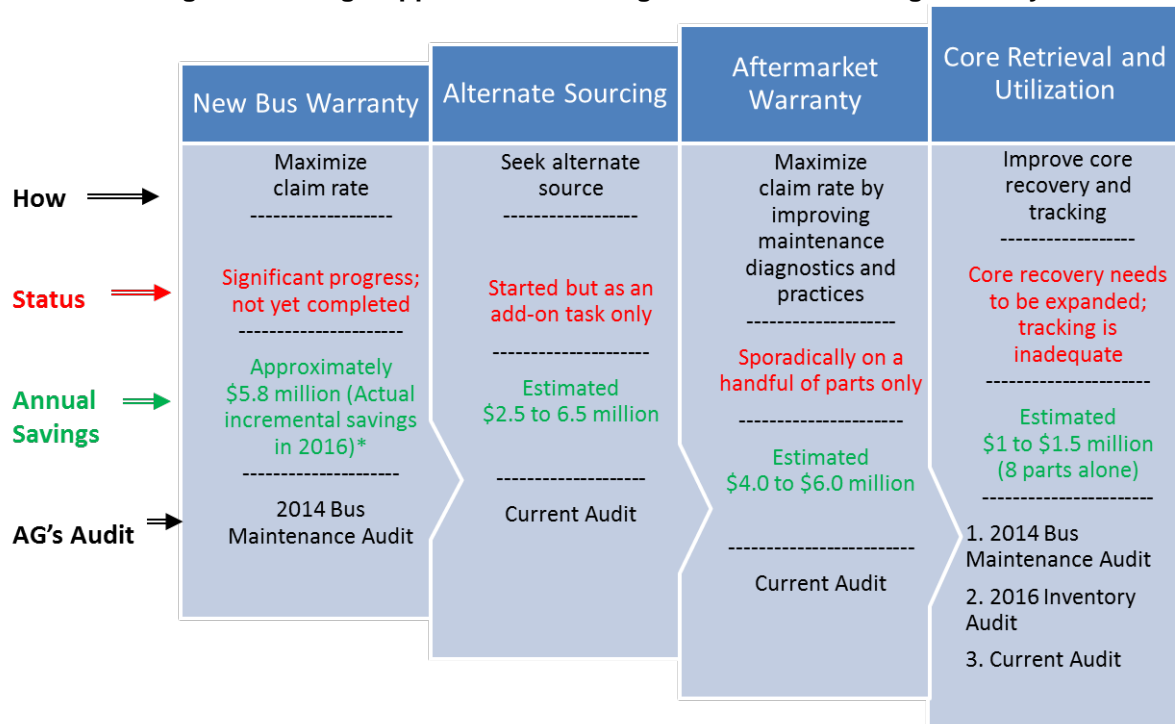 New Bus Warranty
Alternate Sourcing
Aftermarket
Warranty
Core Retrieval and
Utilization
How
Maximize
claim rate
-------------------
Seek alternate
source
------------------
Maximize
claim rate by
improving
maintenance
diagnostics and
practices
--------------------
Improve core
recovery and
tracking
------------------
Status
Significant progress;
not yet completed
----------------------
Started but as an
add-on task only
---------------------
Sporadically on a
handful of parts only
----------------------
Core recovery needs
to be expanded;
tracking is
inadequate
----------------------
Annual
Savings
Approximately
$5.8 million (Actual
incremental savings
in 2016)*
---------------------
Estimated
$2.5 to 6.5 million
--------------------
Estimated
$4.0 to $6.0 million
-------------------------
Estimated
$1 to $1.5 million
(8 parts alone)
-----------------------
AG's Audit
2014 Bus
Maintenance Audit
Current Audit
Current Audit
1. 2014 Bus
Maintenance Audit
2. 2016 Inventory
Audit
3. Current Audit